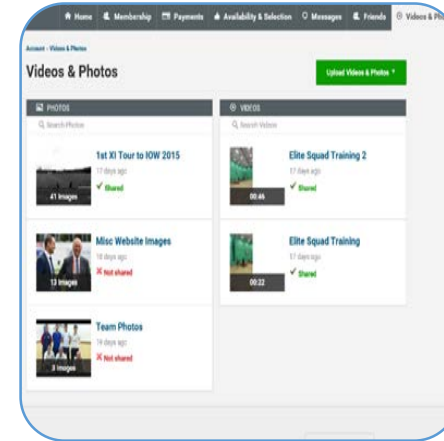 Home Membership Payments Availability & Selection Messages Friends Videos & Ph
Account › Videos & Photos
Videos & Photos
Upload Videos & Photos
PHOTOS
Search Photos
1st XI Tour to IOW 2015
17 days ago
Shared
41 Images
Misc Website Images
18 days ago
Not shared
13 Images
Team Photos
19 days ago
Not shared
3 Images
VIDEOS
Search Videos
Elite Squad Training 2
17 days ago
Shared
00:46
Elite Squad Training
17 days ago
Shared
00:22